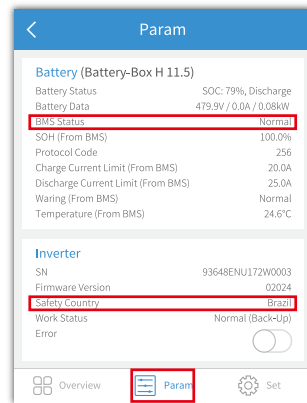 Param
Battery (Battery-Box H 11.5)
Battery Status SOC: 79%, Discharge
Battery Data 479.9V / 0.0A / 0.08kW
BMS Status Normal
SOH (From BMS) 100.0%
Protocol Code 256
Charge Current Limit (From BMS) 20.0A
Discharge Current Limit (From BMS) 25.0A
Waring (From BMS) Normal
Temperature (From BMS) 24.6°C
Inverter
SN 93648ENU172W0003
Firmware Version 02024
Safety Country Brazil
Work Status Normal (Back-Up)
Error
Overview Param Set